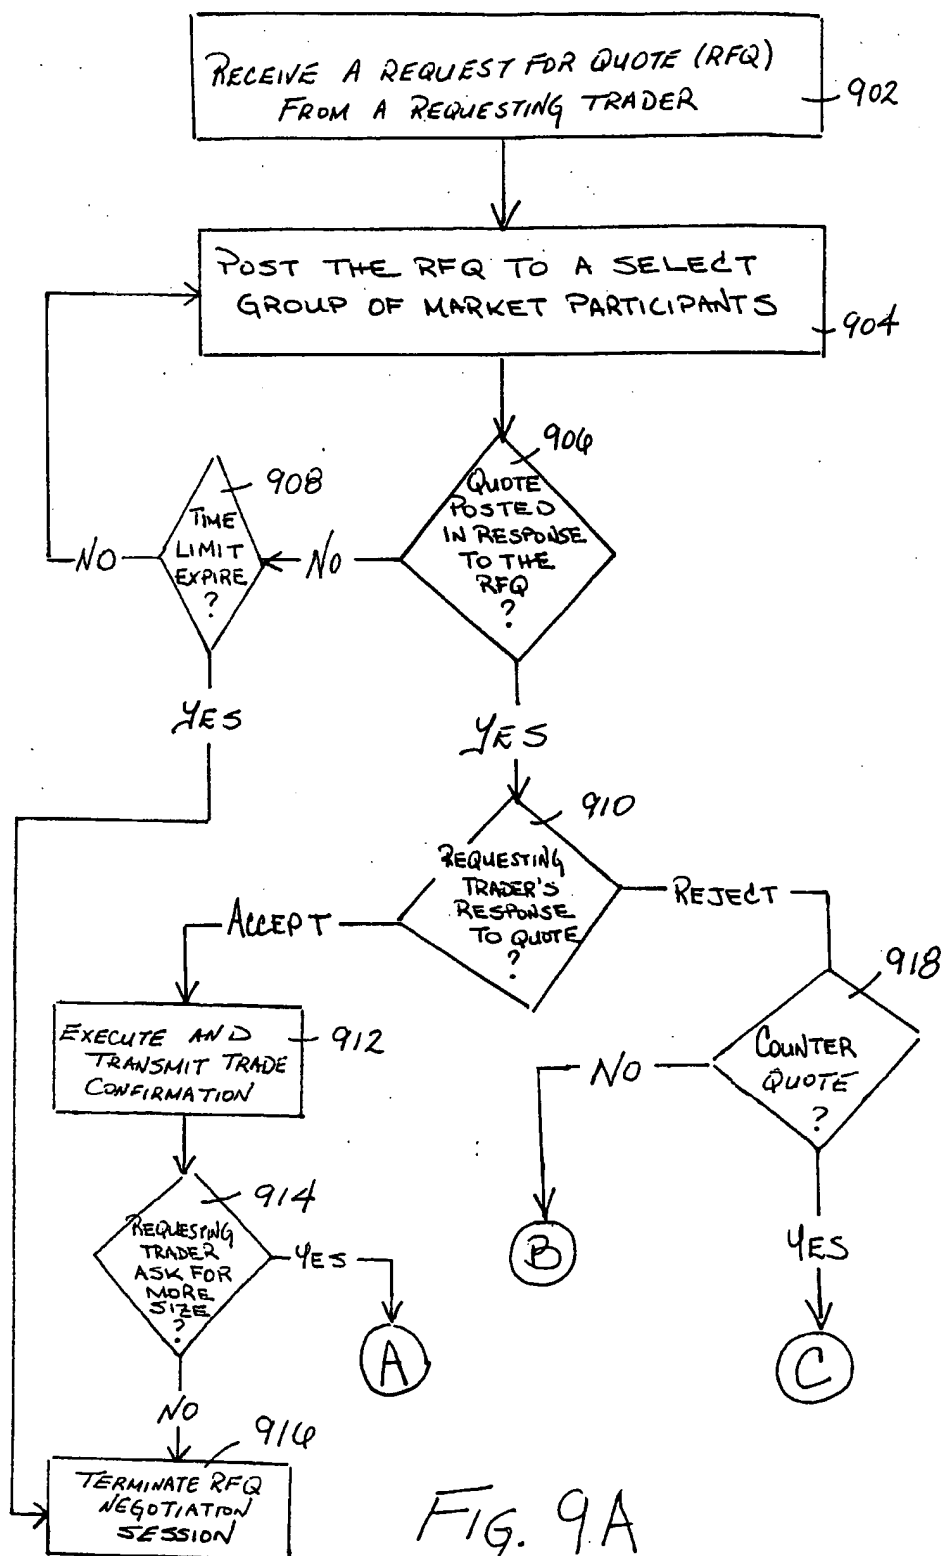 RECEIVE A REQUEST FOR QUOTE (RFQ)
FROM A REQUESTING TRADER
902
POST THE RFQ TO A SELECT
GROUP OF MARKET PARTICIPANTS
904
906
QUOTE
POSTED
IN RESPONSE
TO THE
RFQ
?
908
TIME
LIMIT
EXPIRE
?
NO
NO
YES
YES
910
REQUESTING
TRADER'S
RESPONSE
TO QUOTE
?
ACCEPT
REJECT
912
EXECUTE AND
TRANSMIT TRADE
CONFIRMATION
918
COUNTER
QUOTE
?
NO
B
YES
C
914
REQUESTING
TRADER
ASK FOR
MORE
SIZE
?
YES
A
NO
916
TERMINATE RFQ
NEGOTIATION
SESSION
FIG. 9A